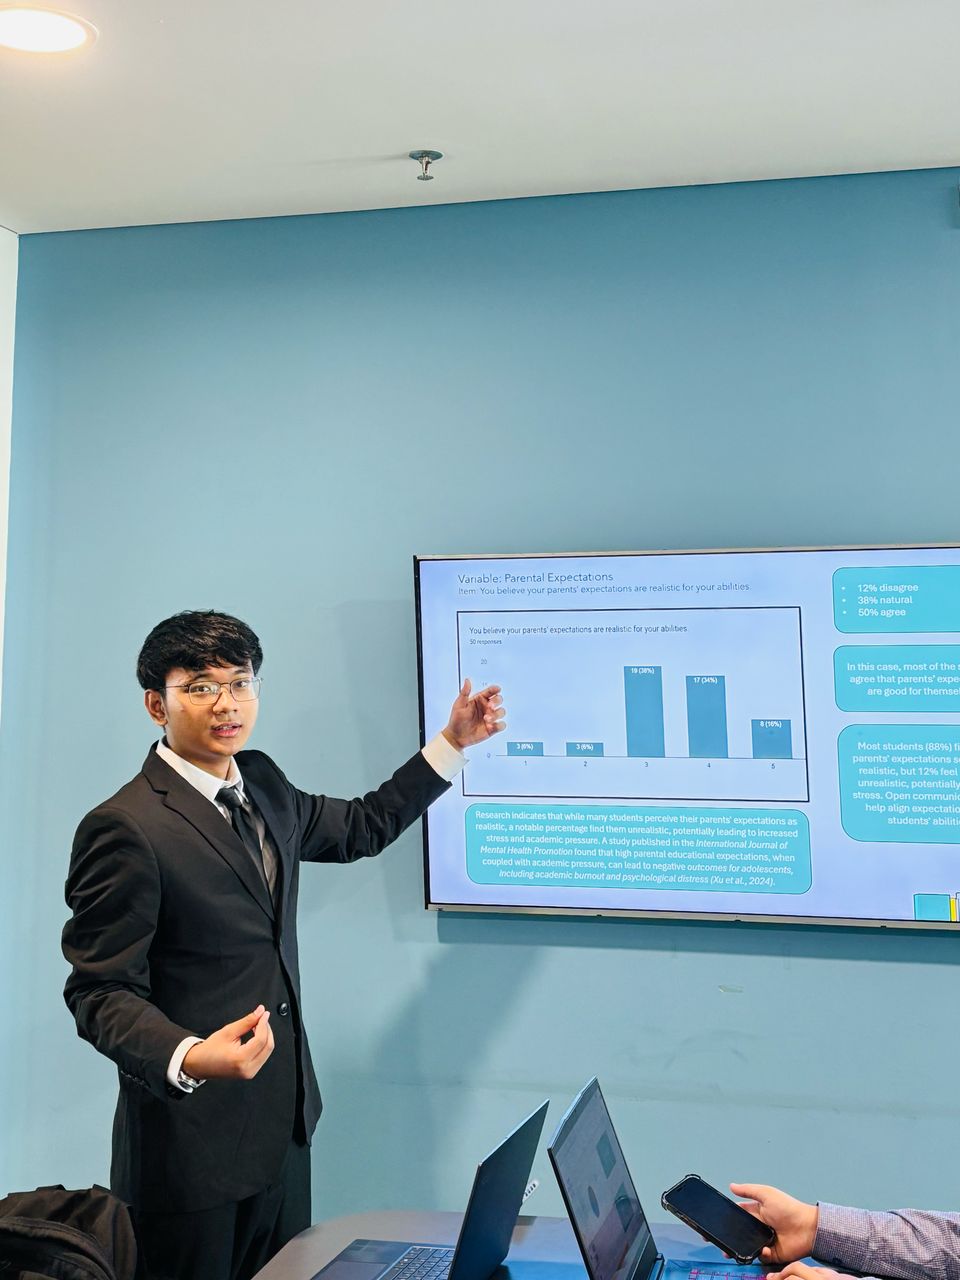 Variable: Parental Expectations
Item: You believe your parents' expectations are realistic for your abilities.
You believe your parents' expectations are realistic for your abilities.
50 responses
20
3 (6%)
3 (6%)
19 (38%)
17 (34%)
8 (16%)
0
1
2
3
4
5
Research indicates that while many students perceive their parents' expectations as
realistic, a notable percentage find them unrealistic, potentially leading to increased
stress and academic pressure. A study published in the International Journal of
Mental Health Promotion found that high parental educational expectations, when
coupled with academic pressure, can lead to negative outcomes for adolescents,
including academic burnout and psychological distress (Xu et al., 2024).
• 12% disagree
• 38% natural
• 50% agree
In this case, most of the s
agree that parents' expe
are good for themse
Most students (88%) fi
parents' expectations s
realistic, but 12% feel
unrealistic, potentially
stress. Open communic
help align expectatio
students' abiliti